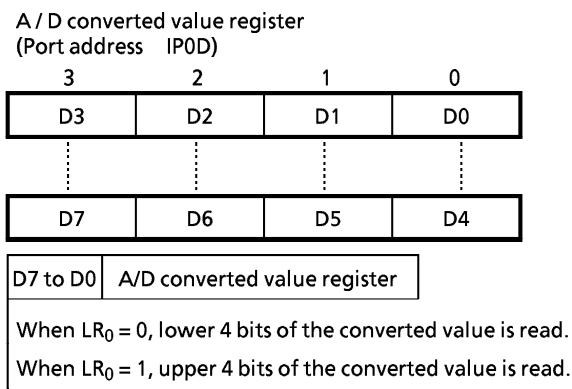 A / D converted value register
(Port address IP0D)
3 2 1 0
D3 D2 D1 D0
D7 D6 D5 D4
D7 to D0 A/D converted value register
When LR0 = 0, lower 4 bits of the converted value is read.
When LR0 = 1, upper 4 bits of the converted value is read.